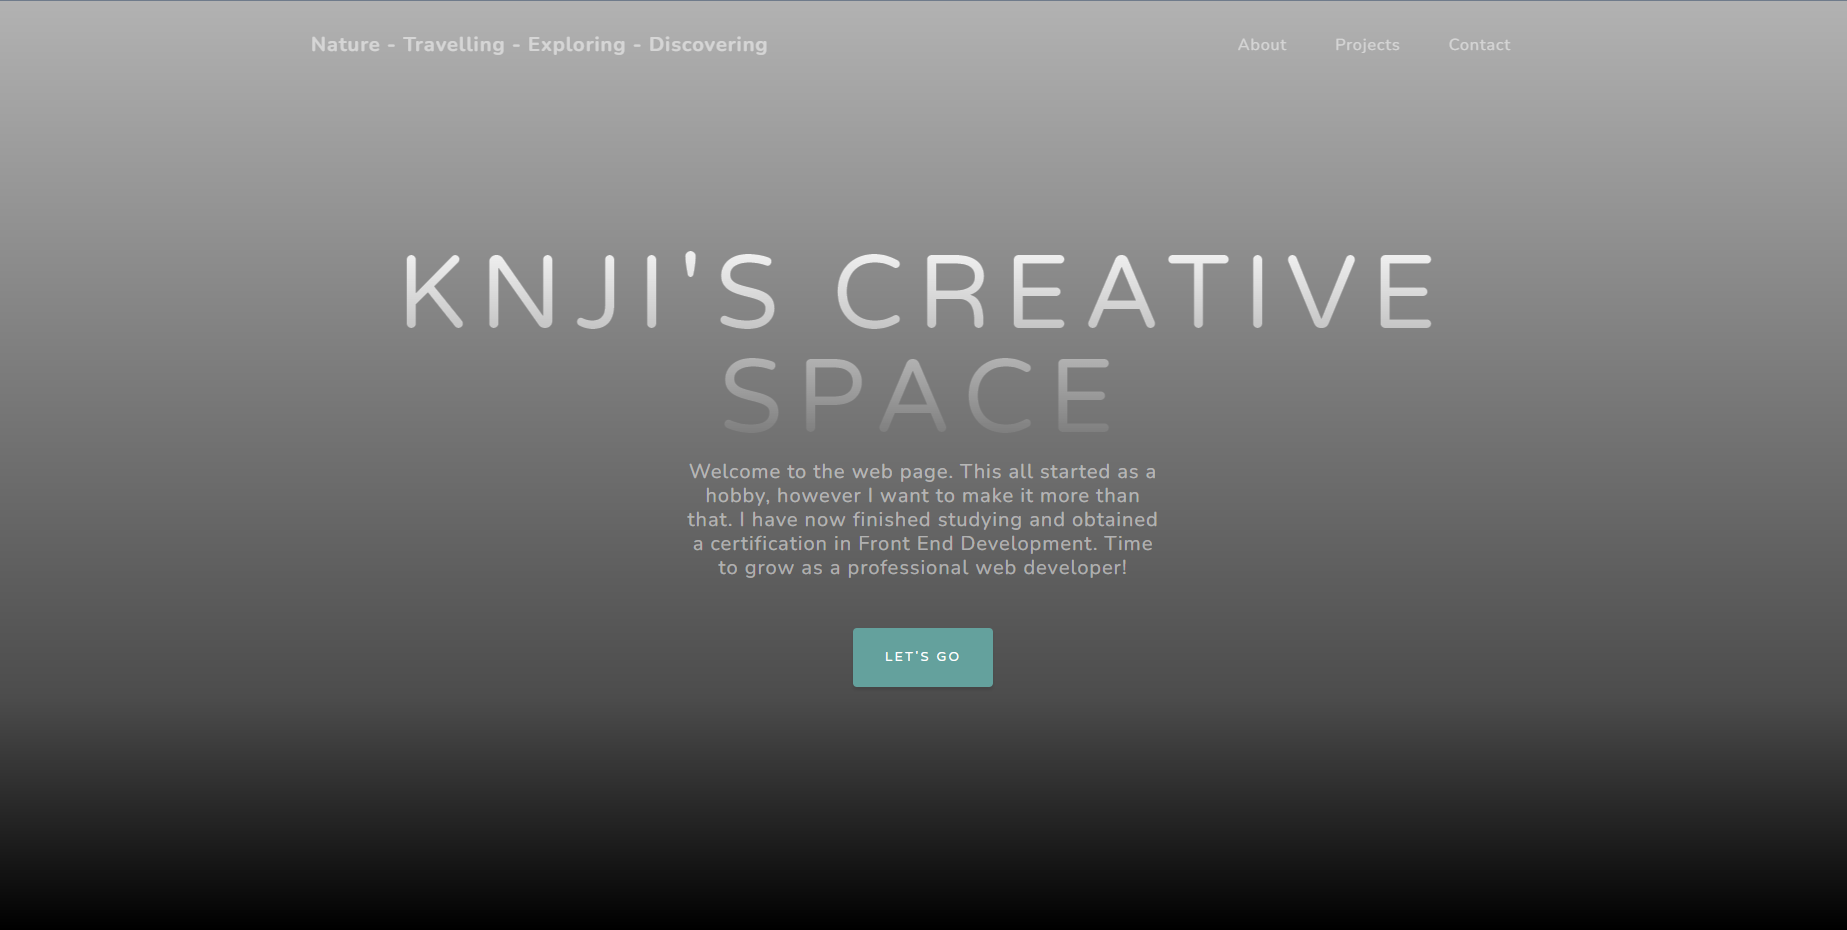 Nature - Travelling - Exploring - Discovering
About Projects Contact
KNJI'S CREATIVE
SPACE
Welcome to the web page. This all started as a
hobby, however I want to make it more than
that. I have now finished studying and obtained
a certification in Front End Development. Time
to grow as a professional web developer!
LET'S GO